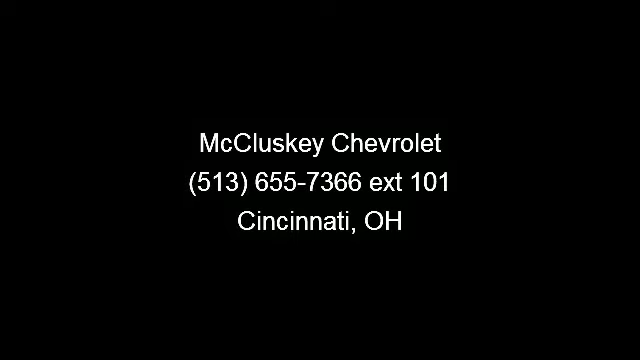 McCluskey Chevrolet
(513) 655-7366 ext 101
Cincinnati, OH